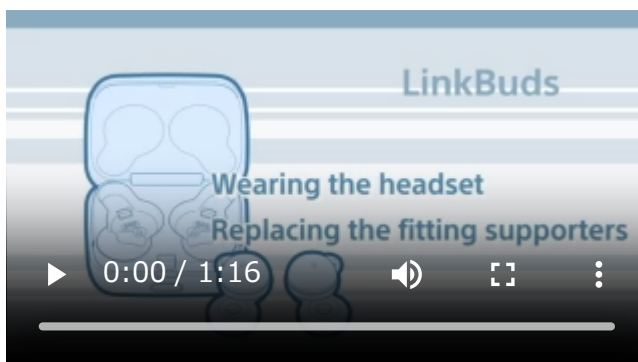 LinkBuds
Wearing the headset
Replacing the fitting supporters
0:00 / 1:16